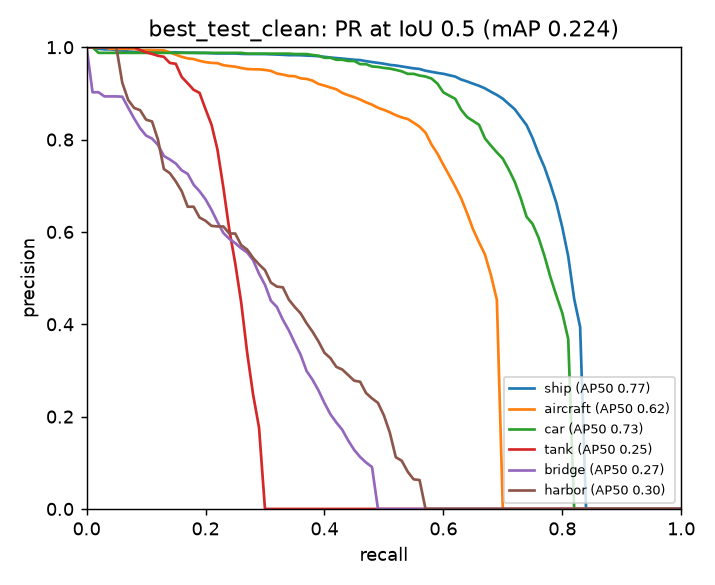 best_test_clean: PR at IoU 0.5 (mAP 0.224)
1.0
0.8
0.6
0.4
0.2
0.0
precision
ship (AP50 0.77)
aircraft (AP50 0.62)
car (AP50 0.73)
tank (AP50 0.25)
bridge (AP50 0.27)
harbor (AP50 0.30)
0.0 0.2 0.4 0.6 0.8 1.0
recall